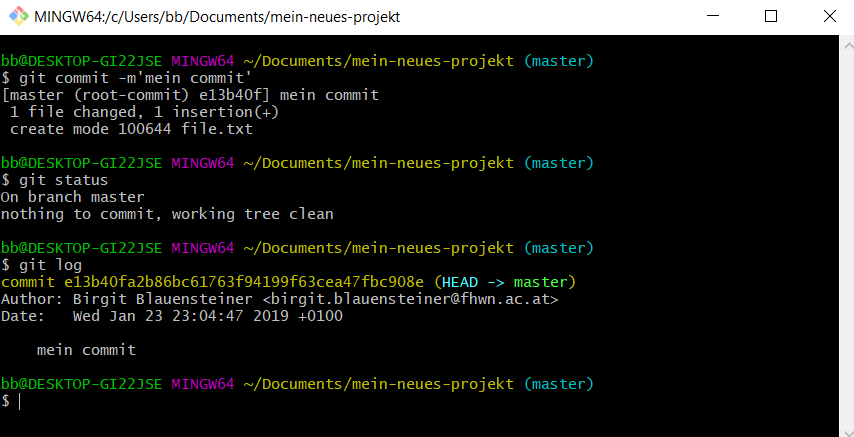 MINGW64:/c/Users/bb/Documents/mein-neues-projekt
bb@DESKTOP-GI22JSE MINGW64 ~/Documents/mein-neues-projekt (master)
$ git commit -m'mein commit'
[master (root-commit) e13b40f] mein commit
 1 file changed, 1 insertion(+)
 create mode 100644 file.txt
bb@DESKTOP-GI22JSE MINGW64 ~/Documents/mein-neues-projekt (master)
$ git status
On branch master
nothing to commit, working tree clean
bb@DESKTOP-GI22JSE MINGW64 ~/Documents/mein-neues-projekt (master)
$ git log
commit e13b40fa2b86bc61763f94199f63cea47fbc908e (HEAD -> master)
Author: Birgit Blauensteiner <birgit.blauensteiner@fhwn.ac.at>
Date:   Wed Jan 23 23:04:47 2019 +0100
    mein commit
bb@DESKTOP-GI22JSE MINGW64 ~/Documents/mein-neues-projekt (master)
$